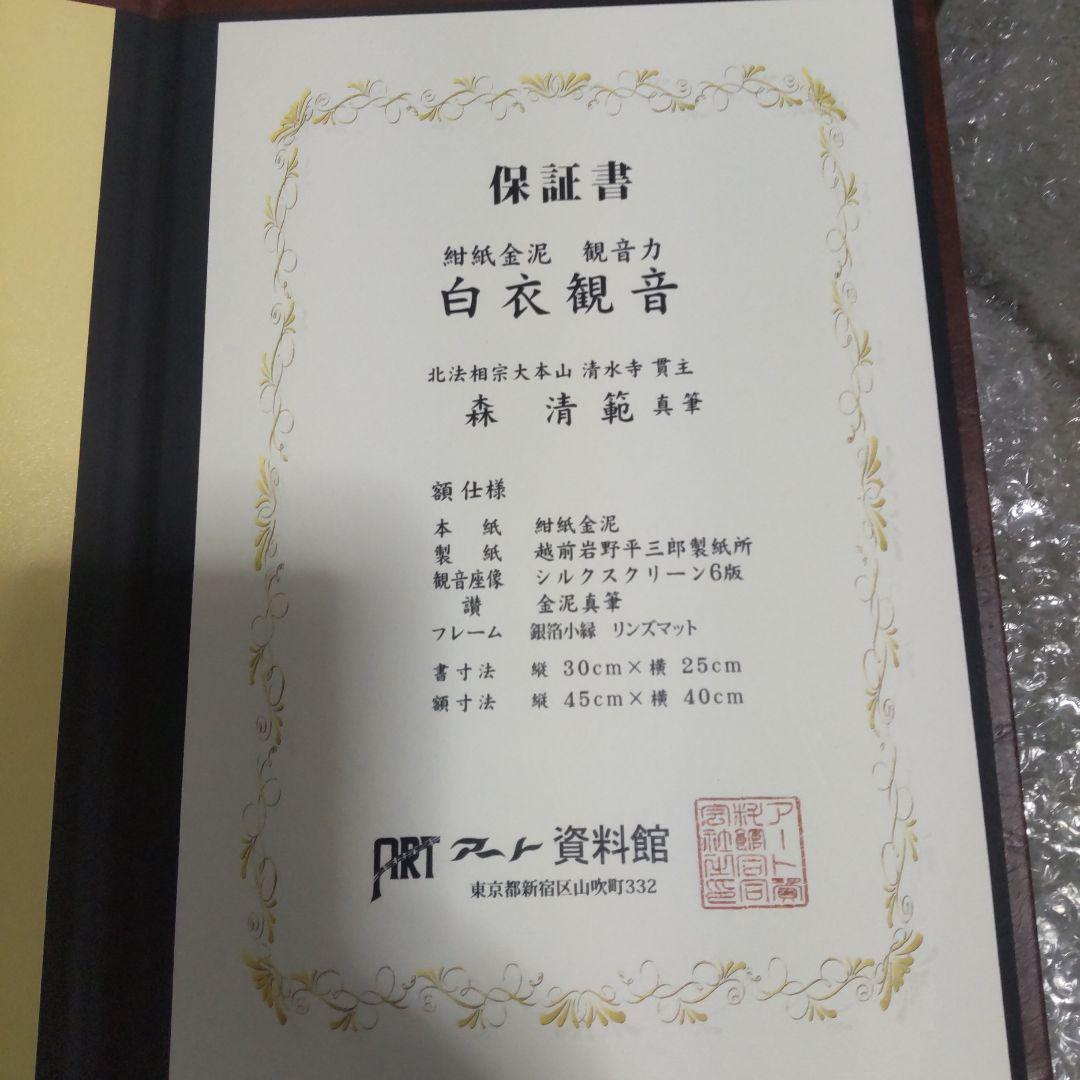 保証書
紺紙金泥 観音力
白衣観音
北法相宗大本山 清水寺 貫主
森 清範 真筆
額仕様
本紙 紺紙金泥
製紙 越前岩野平三郎製紙所
観音座像 シルクスクリーン6版
讃 金泥真筆
フレーム 銀箔小縁 リンズマット
書寸法 縦 30cm×横 25cm
額寸法 縦 45cm×横 40cm
ART アート資料館
東京都新宿区山吹町332